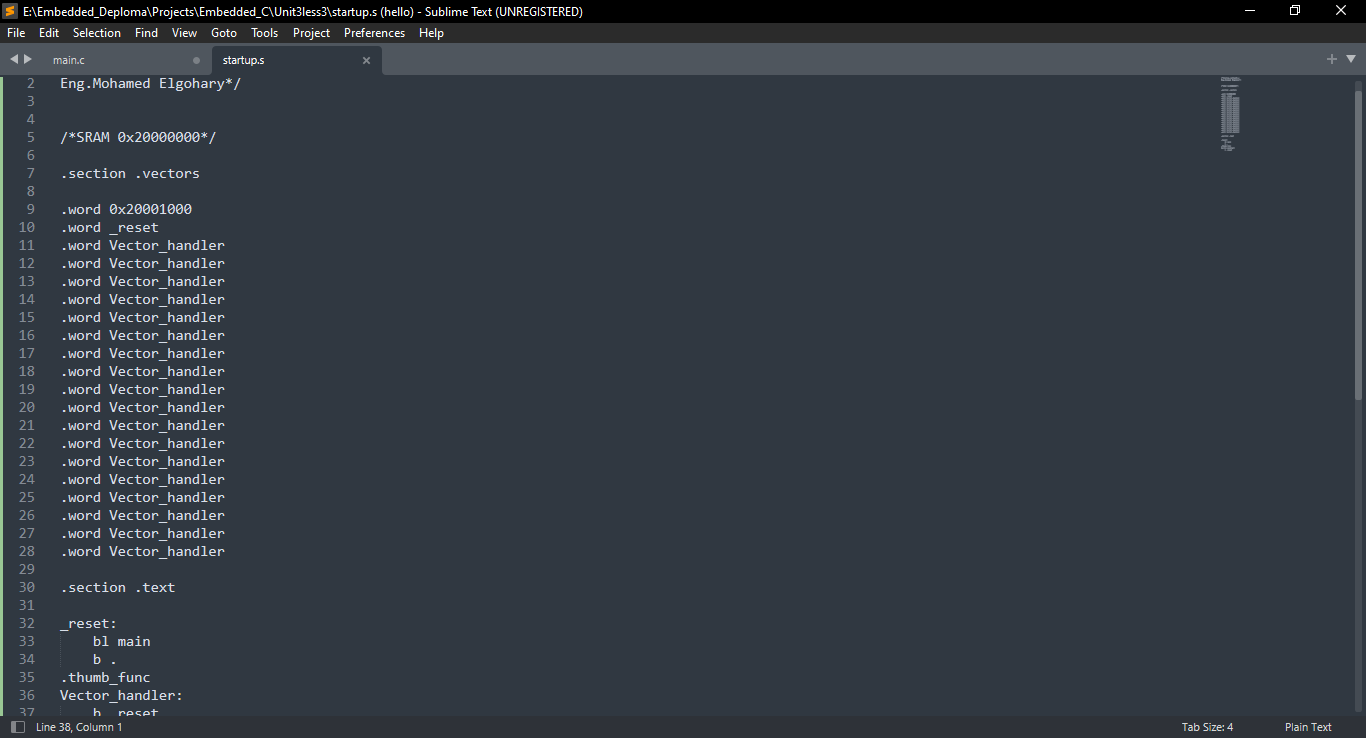 E:\Embedded_Deploma\Projects\Embedded_C\Unit3less3\startup.s (hello) - Sublime Text (UNREGISTERED)
File Edit Selection Find View Goto Tools Project Preferences Help
main.c startup.s
2 Eng.Mohamed Elgohary*/
3
4
5 /*SRAM 0x20000000*/
6
7 .section .vectors
8
9 .word 0x20001000
10 .word _reset
11 .word Vector_handler
12 .word Vector_handler
13 .word Vector_handler
14 .word Vector_handler
15 .word Vector_handler
16 .word Vector_handler
17 .word Vector_handler
18 .word Vector_handler
19 .word Vector_handler
20 .word Vector_handler
21 .word Vector_handler
22 .word Vector_handler
23 .word Vector_handler
24 .word Vector_handler
25 .word Vector_handler
26 .word Vector_handler
27 .word Vector_handler
28 .word Vector_handler
29
30 .section .text
31
32 _reset:
33 bl main
34 b .
35 .thumb_func
36 Vector_handler:
37 b _reset
Line 38, Column 1 Tab Size: 4 Plain Text